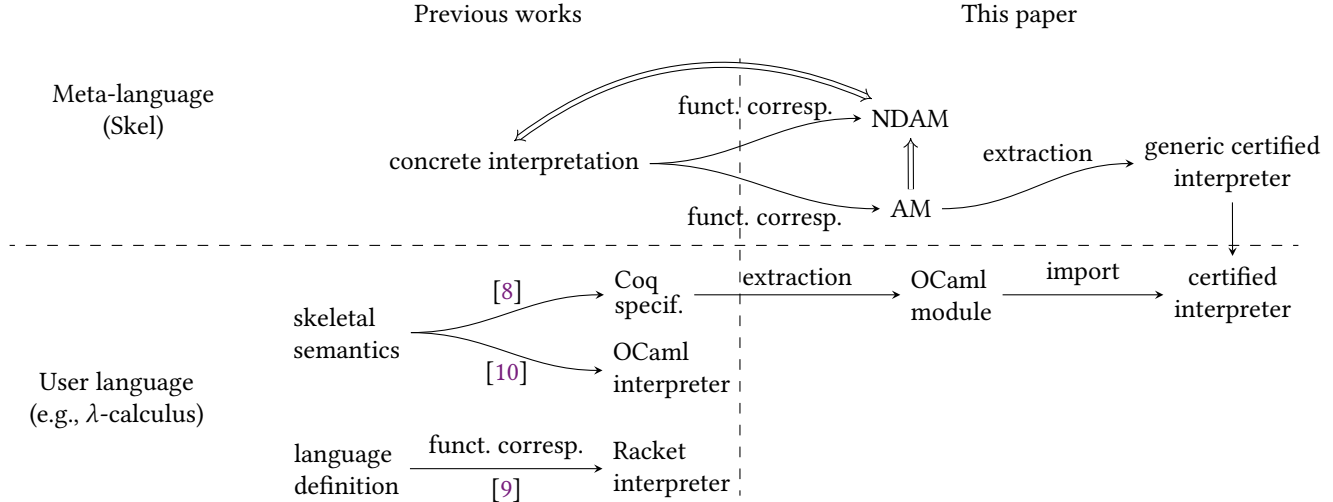 Previous works
This paper
Meta-language
(Skel)
funct. corresp.
NDAM
concrete interpretation
extraction
generic certified
interpreter
AM
funct. corresp.
[8]
Coq
specif.
extraction
OCaml
module
import
certified
interpreter
skeletal
semantics
[10]
OCaml
interpreter
User language
(e.g., λ-calculus)
language
definition
funct. corresp.
[9]
Racket
interpreter